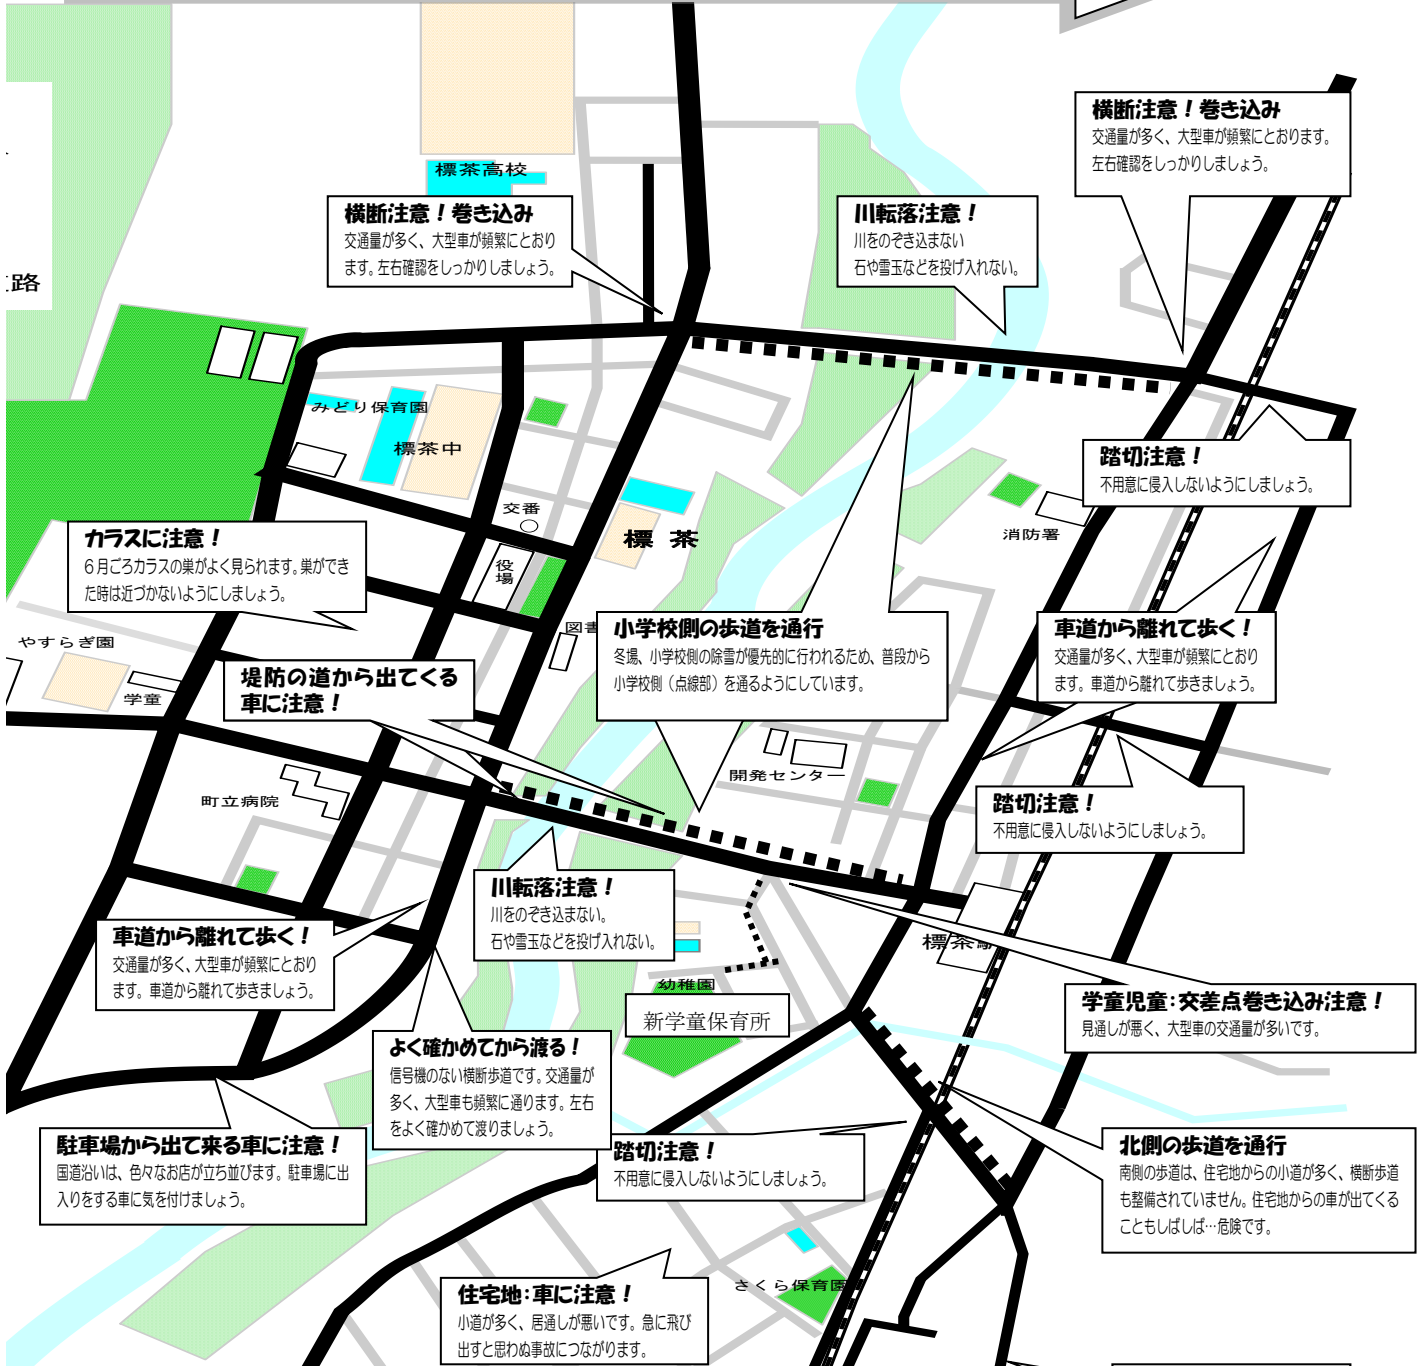 標茶高校
横断注意！巻き込み
交通量が多く、大型車が頻繁にとおります。
左右確認をしっかりしましょう。
横断注意！巻き込み
交通量が多く、大型車が頻繁にとおり
ます。左右確認をしっかりしましょう。
川転落注意！
川をのぞき込まない
石や雪玉などを投げ入れない。
路
みどり保育園
標茶中
踏切注意！
不用意に侵入しないようにしましょう。
交番
標 茶
消防署
カラスに注意！
６月ごろカラスの巣がよく見られます。巣ができ
た時は近づかないようにしましょう。
役場
図書
小学校側の歩道を通行
冬場、小学校側の除雪が優先的に行われるため、普段から
小学校側（点線部）を通るようにしています。
車道から離れて歩く！
交通量が多く、大型車が頻繁にとおり
ます。車道から離れて歩きましょう。
やすらぎ園
学童
堤防の道から出てくる
車に注意！
開発センター
町立病院
踏切注意！
不用意に侵入しないようにしましょう。
川転落注意！
川をのぞき込まない。
石や雪玉などを投げ入れない。
車道から離れて歩く！
交通量が多く、大型車が頻繁にとおり
ます。車道から離れて歩きましょう。
標茶駅
幼稚園
新学童保育所
学童児童：交差点巻き込み注意！
見通しが悪く、大型車の交通量が多いです。
よく確かめてから渡る！
信号機のない横断歩道です。交通量が
多く、大型車も頻繁に通ります。左右
をよく確かめて渡りましょう。
駐車場から出て来る車に注意！
国道沿いは、色々なお店が立ち並びます。駐車場に出
入りをする車に気を付けましょう。
踏切注意！
不用意に侵入しないようにしましょう。
北側の歩道を通行
南側の歩道は、住宅地からの小道が多く、横断歩道
も整備されていません。住宅地からの車が出てくる
こともしばしば…危険です。
さくら保育園
住宅地：車に注意！
小道が多く、居通しが悪いです。急に飛び
出すと思わぬ事故につながります。